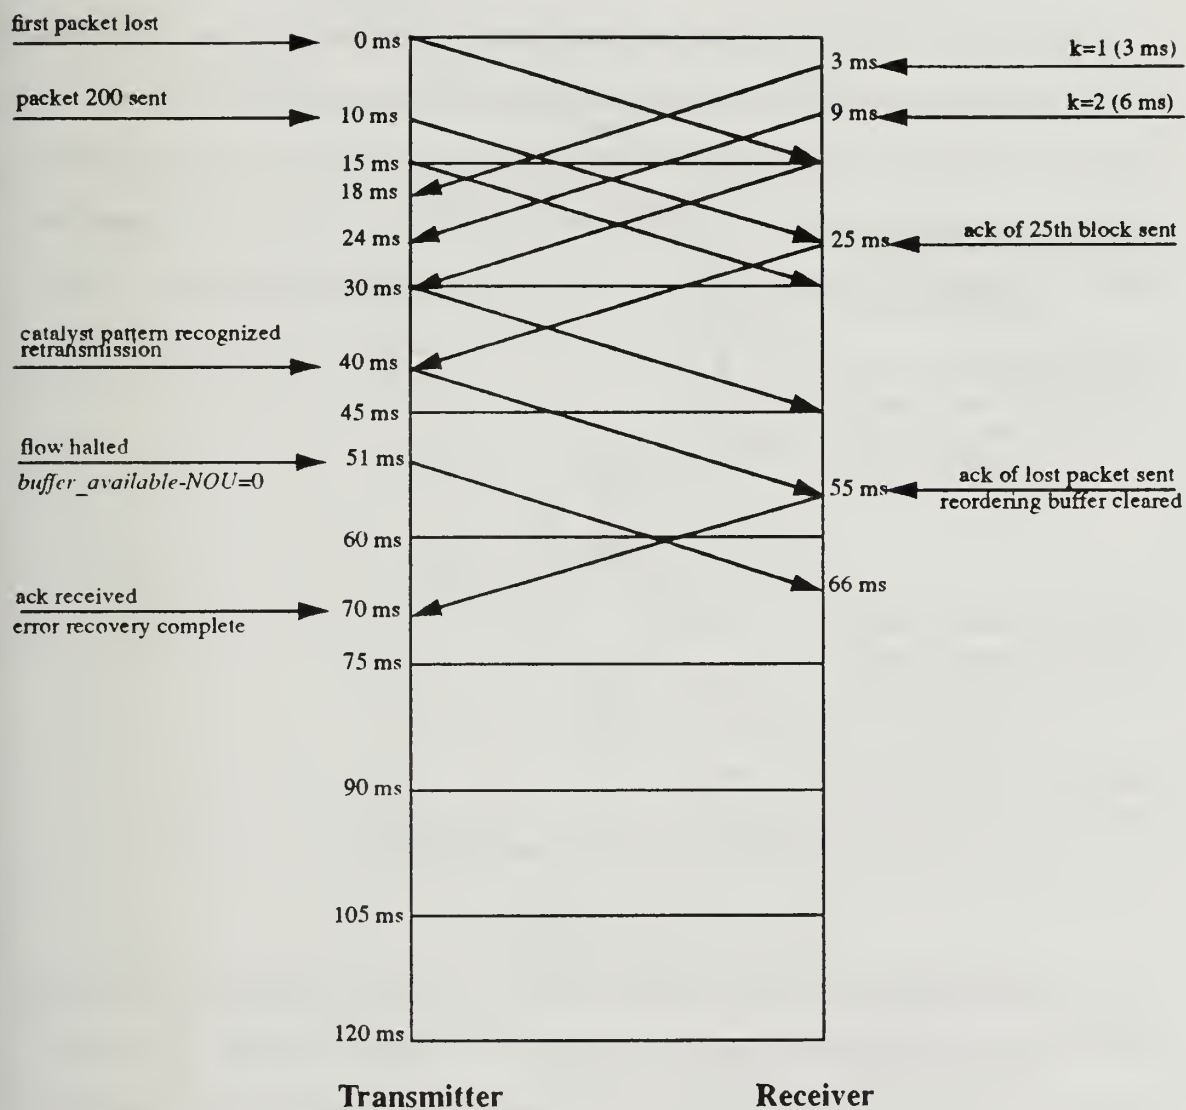 first packet lost
0 ms
3 ms
k=1 (3 ms)
packet 200 sent
10 ms
9 ms
k=2 (6 ms)
15 ms
18 ms
24 ms
25 ms
ack of 25th block sent
30 ms
catalyst pattern recognized
retransmission
40 ms
45 ms
flow halted
51 ms
buffer_available-NOU=0
55 ms
ack of lost packet sent
reordering buffer cleared
60 ms
66 ms
ack received
70 ms
error recovery complete
75 ms
90 ms
105 ms
120 ms
Transmitter
Receiver